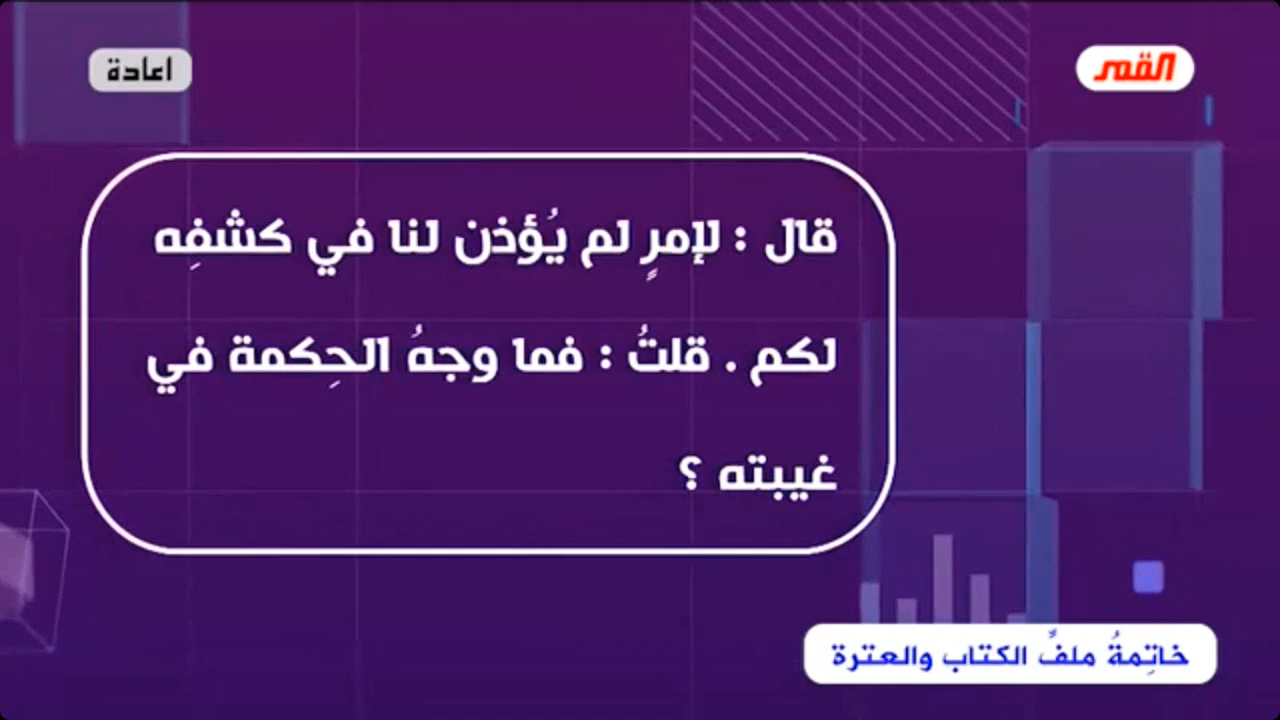 القمر
اعادة
قالَ : لإمرٍ لم يُؤذن لنا في كشفِه
لكم . قلتُ : فما وجهُ الحِكمة في
غيبته ؟
خاتِمةُ ملفِّ الكتاب والعترة